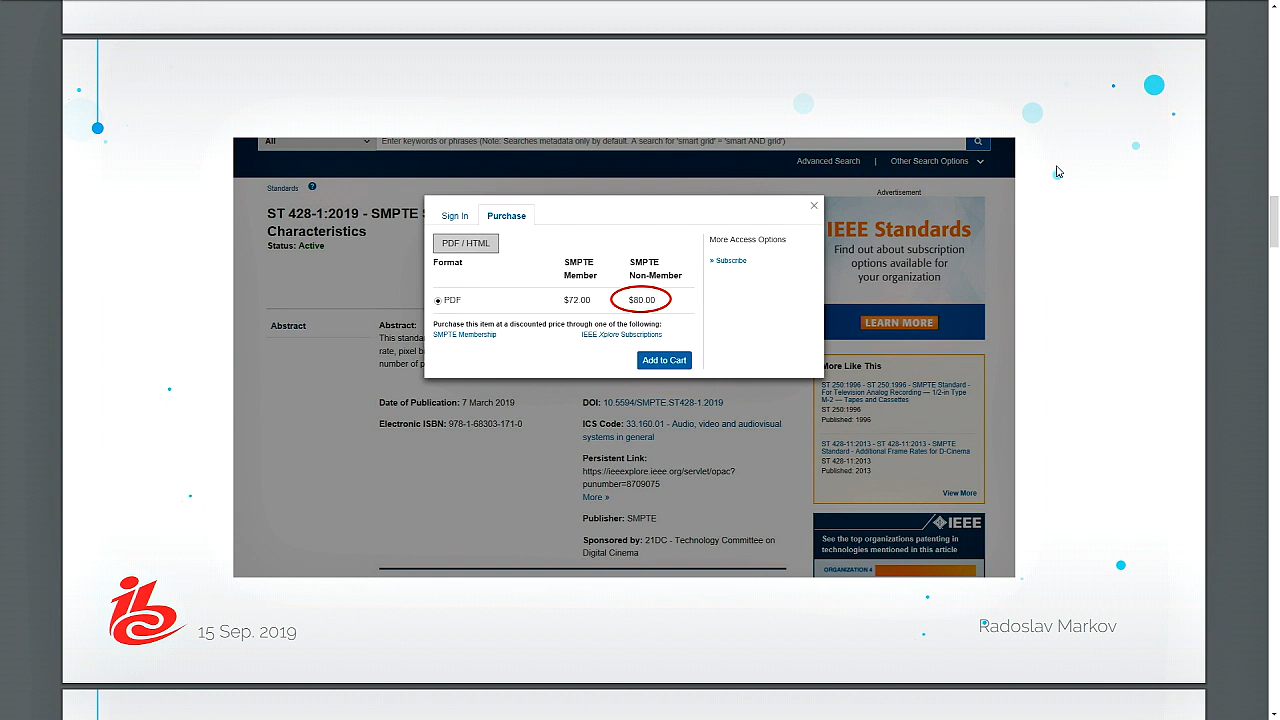 All
Enter keywords or phrases (Note: Searches metadata only by default. A search for 'smart grid' = 'smart AND grid')
Advanced Search | Other Search Options
Standards
Advertisement
ST 428-1:2019 - SMPTE
Characteristics
Status: Active
Sign In
Purchase
PDF / HTML
Format
SMPTE
Member
SMPTE
Non-Member
PDF
$72.00
$80.00
Purchase this item at a discounted price through one of the following:
SMPTE Membership
IEEE Xplore Subscriptions
Add to Cart
More Access Options
» Subscribe
IEEE Standards
Find out about subscription
options available for
your organization
LEARN MORE
Abstract
Abstract:
This standa
rate, pixel b
number of p
Date of Publication: 7 March 2019
Electronic ISBN: 978-1-68303-171-0
DOI: 10.5594/SMPTE.ST428-1.2019
ICS Code: 33.160.01 - Audio, video and audiovisual
systems in general
Persistent Link:
https://ieeexplore.ieee.org/servlet/opac?
punumber=8709075
More »
Publisher: SMPTE
Sponsored by: 21DC - Technology Committee on
Digital Cinema
More Like This
ST 250:1996 - ST 250:1996 - SMPTE Standard -
For Television Analog Recording — 1/2-in Type
M-2 — Tapes and Cassettes
ST 250:1996
Published: 1996
ST 428-11:2013 - ST 428-11:2013 - SMPTE
Standard - Additional Frame Rates for D-Cinema
ST 428-11:2013
Published: 2013
View More
IEEE
See the top organizations patenting in
technologies mentioned in this article
ORGANIZATION 4
ibc
15 Sep. 2019
Radoslav Markov